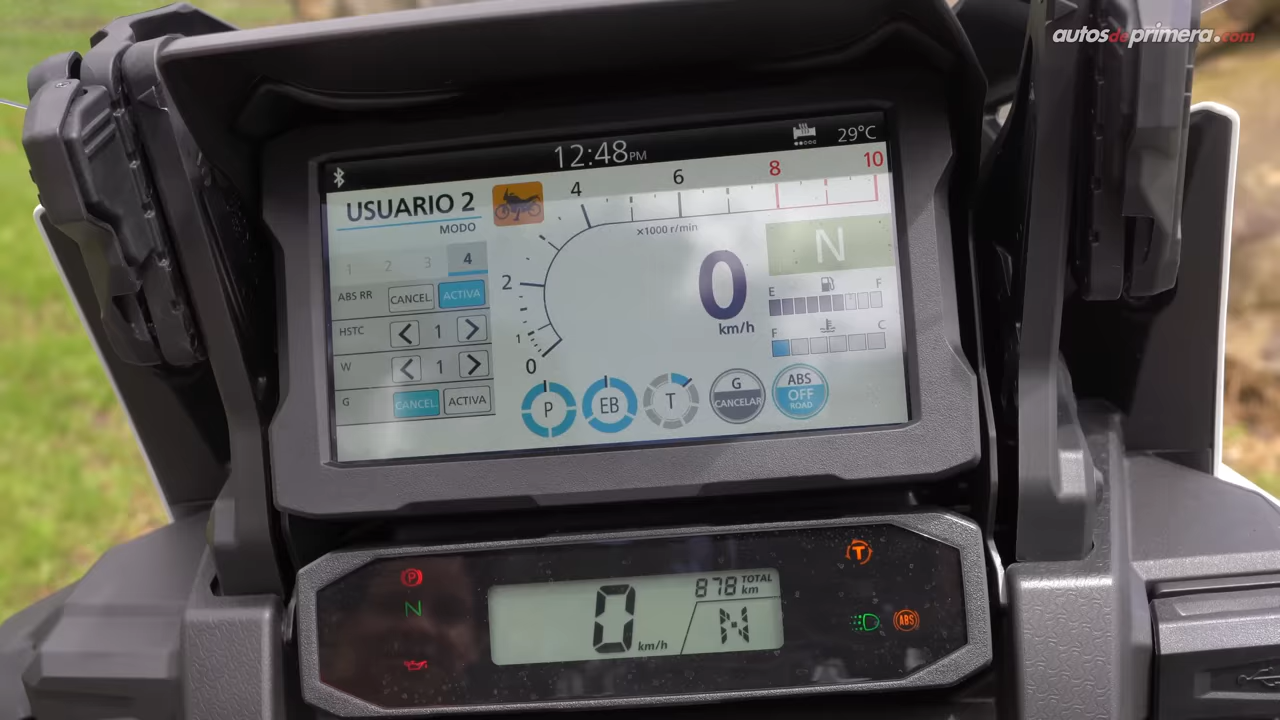 autosdeprimera.com
12:48PM
29°C
USUARIO 2
MODO
1 2 3 4
ABS RR CANCEL ACTIVA
HSTC 1
W 1
G CANCEL ACTIVA
0 1 2 4 6 8 10
x1000 r/min
N
0
km/h
E F
F C
P
EB
T
G
CANCELAR
ABS
OFF
ROAD
P
N
0 km/h
878 TOTAL
km
N
T
ABS